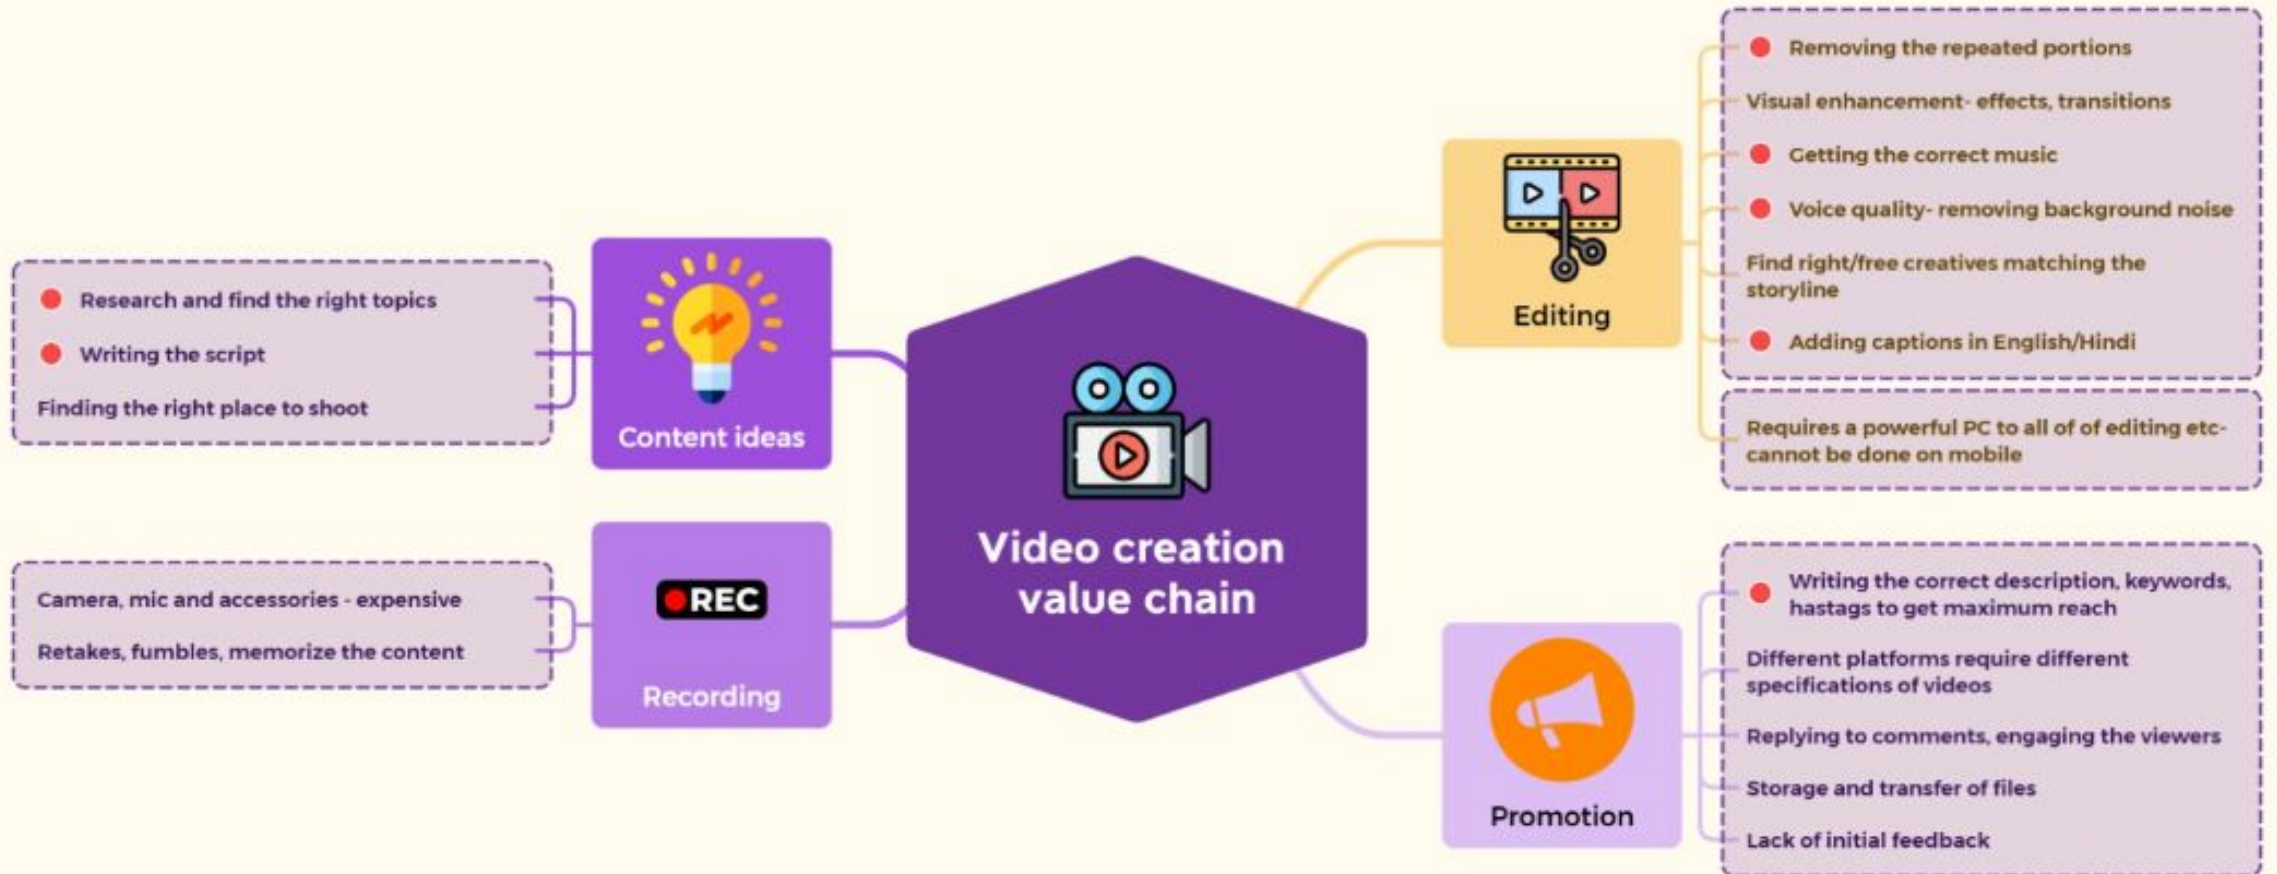 Research and find the right topics
Writing the script
Finding the right place to shoot
Content ideas
Camera, mic and accessories - expensive
Retakes, fumbles, memorize the content
REC
Recording
Video creation
value chain
Editing
Removing the repeated portions
Visual enhancement- effects, transitions
Getting the correct music
Voice quality- removing background noise
Find right/free creatives matching the
storyline
Adding captions in English/Hindi
Requires a powerful PC to all of of editing etc-
cannot be done on mobile
Promotion
Writing the correct description, keywords,
hastags to get maximum reach
Different platforms require different
specifications of videos
Replying to comments, engaging the viewers
Storage and transfer of files
Lack of initial feedback